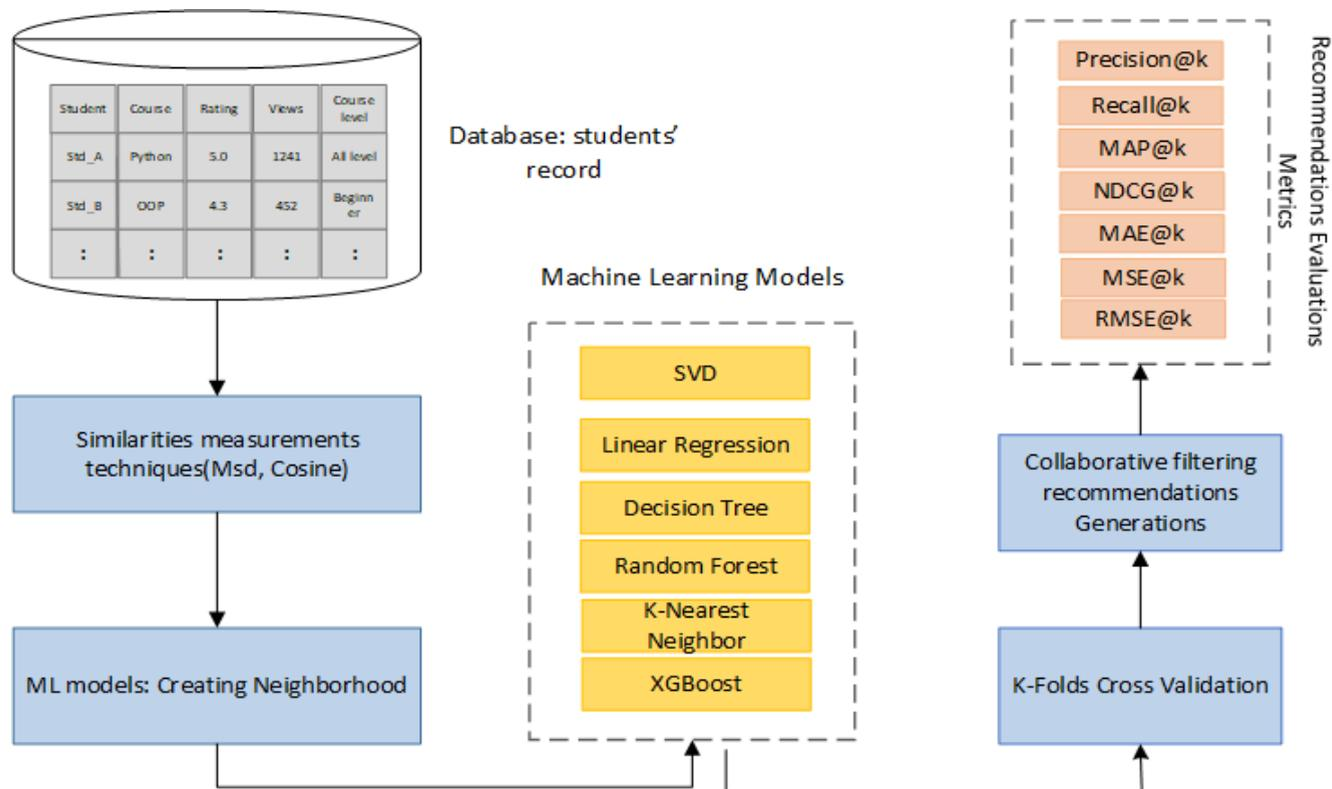 Student Course Rating Views Course level
Std_A Python 5.0 1241 All level
Std_B OOP 4.3 452 Beginn er
: : : : :
Database: students'
record
Similarities measurements
techniques(Msd, Cosine)
ML models: Creating Neighborhood
Machine Learning Models
SVD
Linear Regression
Decision Tree
Random Forest
K-Nearest
Neighbor
XGBoost
K-Folds Cross Validation
Collaborative filtering
recommendations
Generations
Precision@k
Recall@k
MAP@k
NDCG@k
MAE@k
MSE@k
RMSE@k
Recommendations Evaluations
Metrics